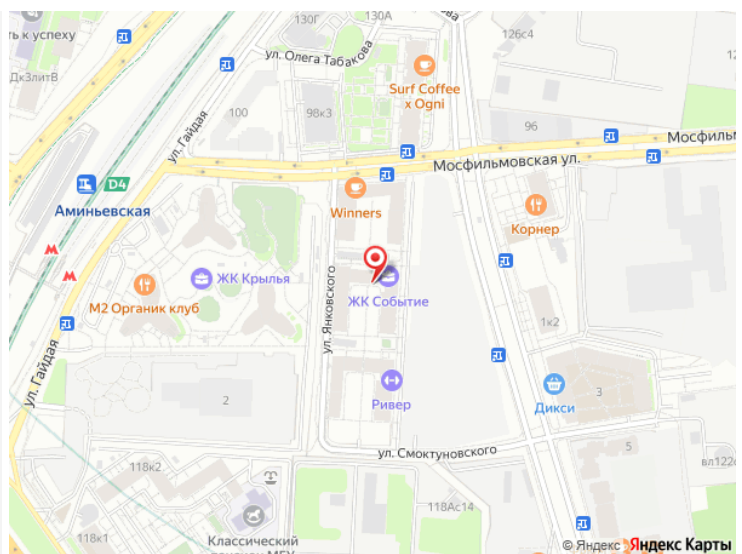 130Г
130А
ть к успеху
ДкЗлитВ
ул. Олега Табакова
126с4
Surf Coffee
x Ogni
100
98к3
96
ул. Гайдая
Мосфильмовская ул.
Мосфильм
D4
Аминьевская
Winners
Корнер
ЖК Крылья
ЖК Событие
М2 Органик клуб
ул. Янковского
1к2
ул. Гайдая
2
Ривер
Дикси
3
ул. Смоктуновского
5
118к2
вл122
118Ас14
118к1
Классический
© Яндекс Яндекс Карты